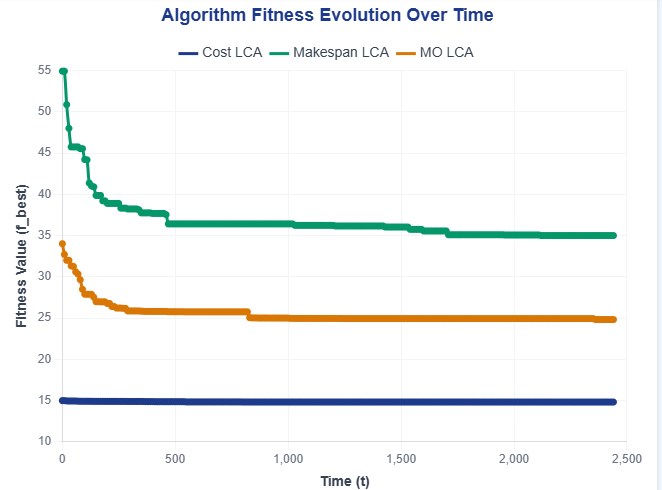 Algorithm Fitness Evolution Over Time
Cost LCA Makespan LCA MO LCA
Fitness Value (f_best)
55
50
45
40
35
30
25
20
15
10
0 500 1,000 1,500 2,000 2,500
Time (t)